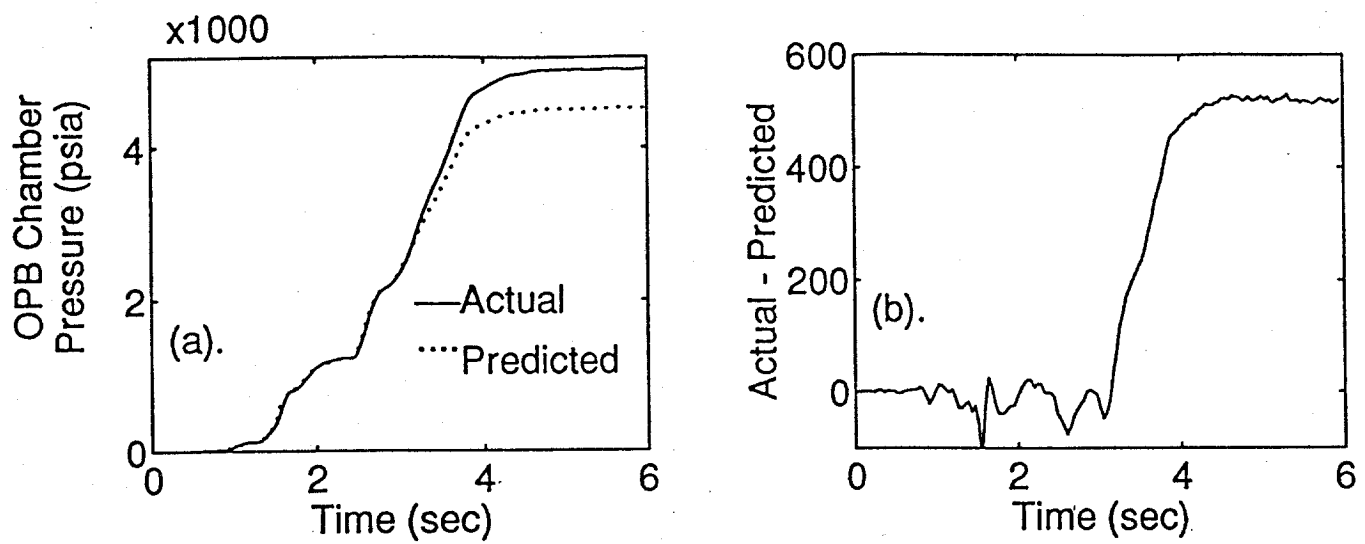 x1000
OPB Chamber
Pressure (psia)
4
2
0
(a).
Actual
Predicted
0 2 4 6
Time (sec)
Actual - Predicted
600
400
200
0
(b).
0 2 4 6
Time (sec)